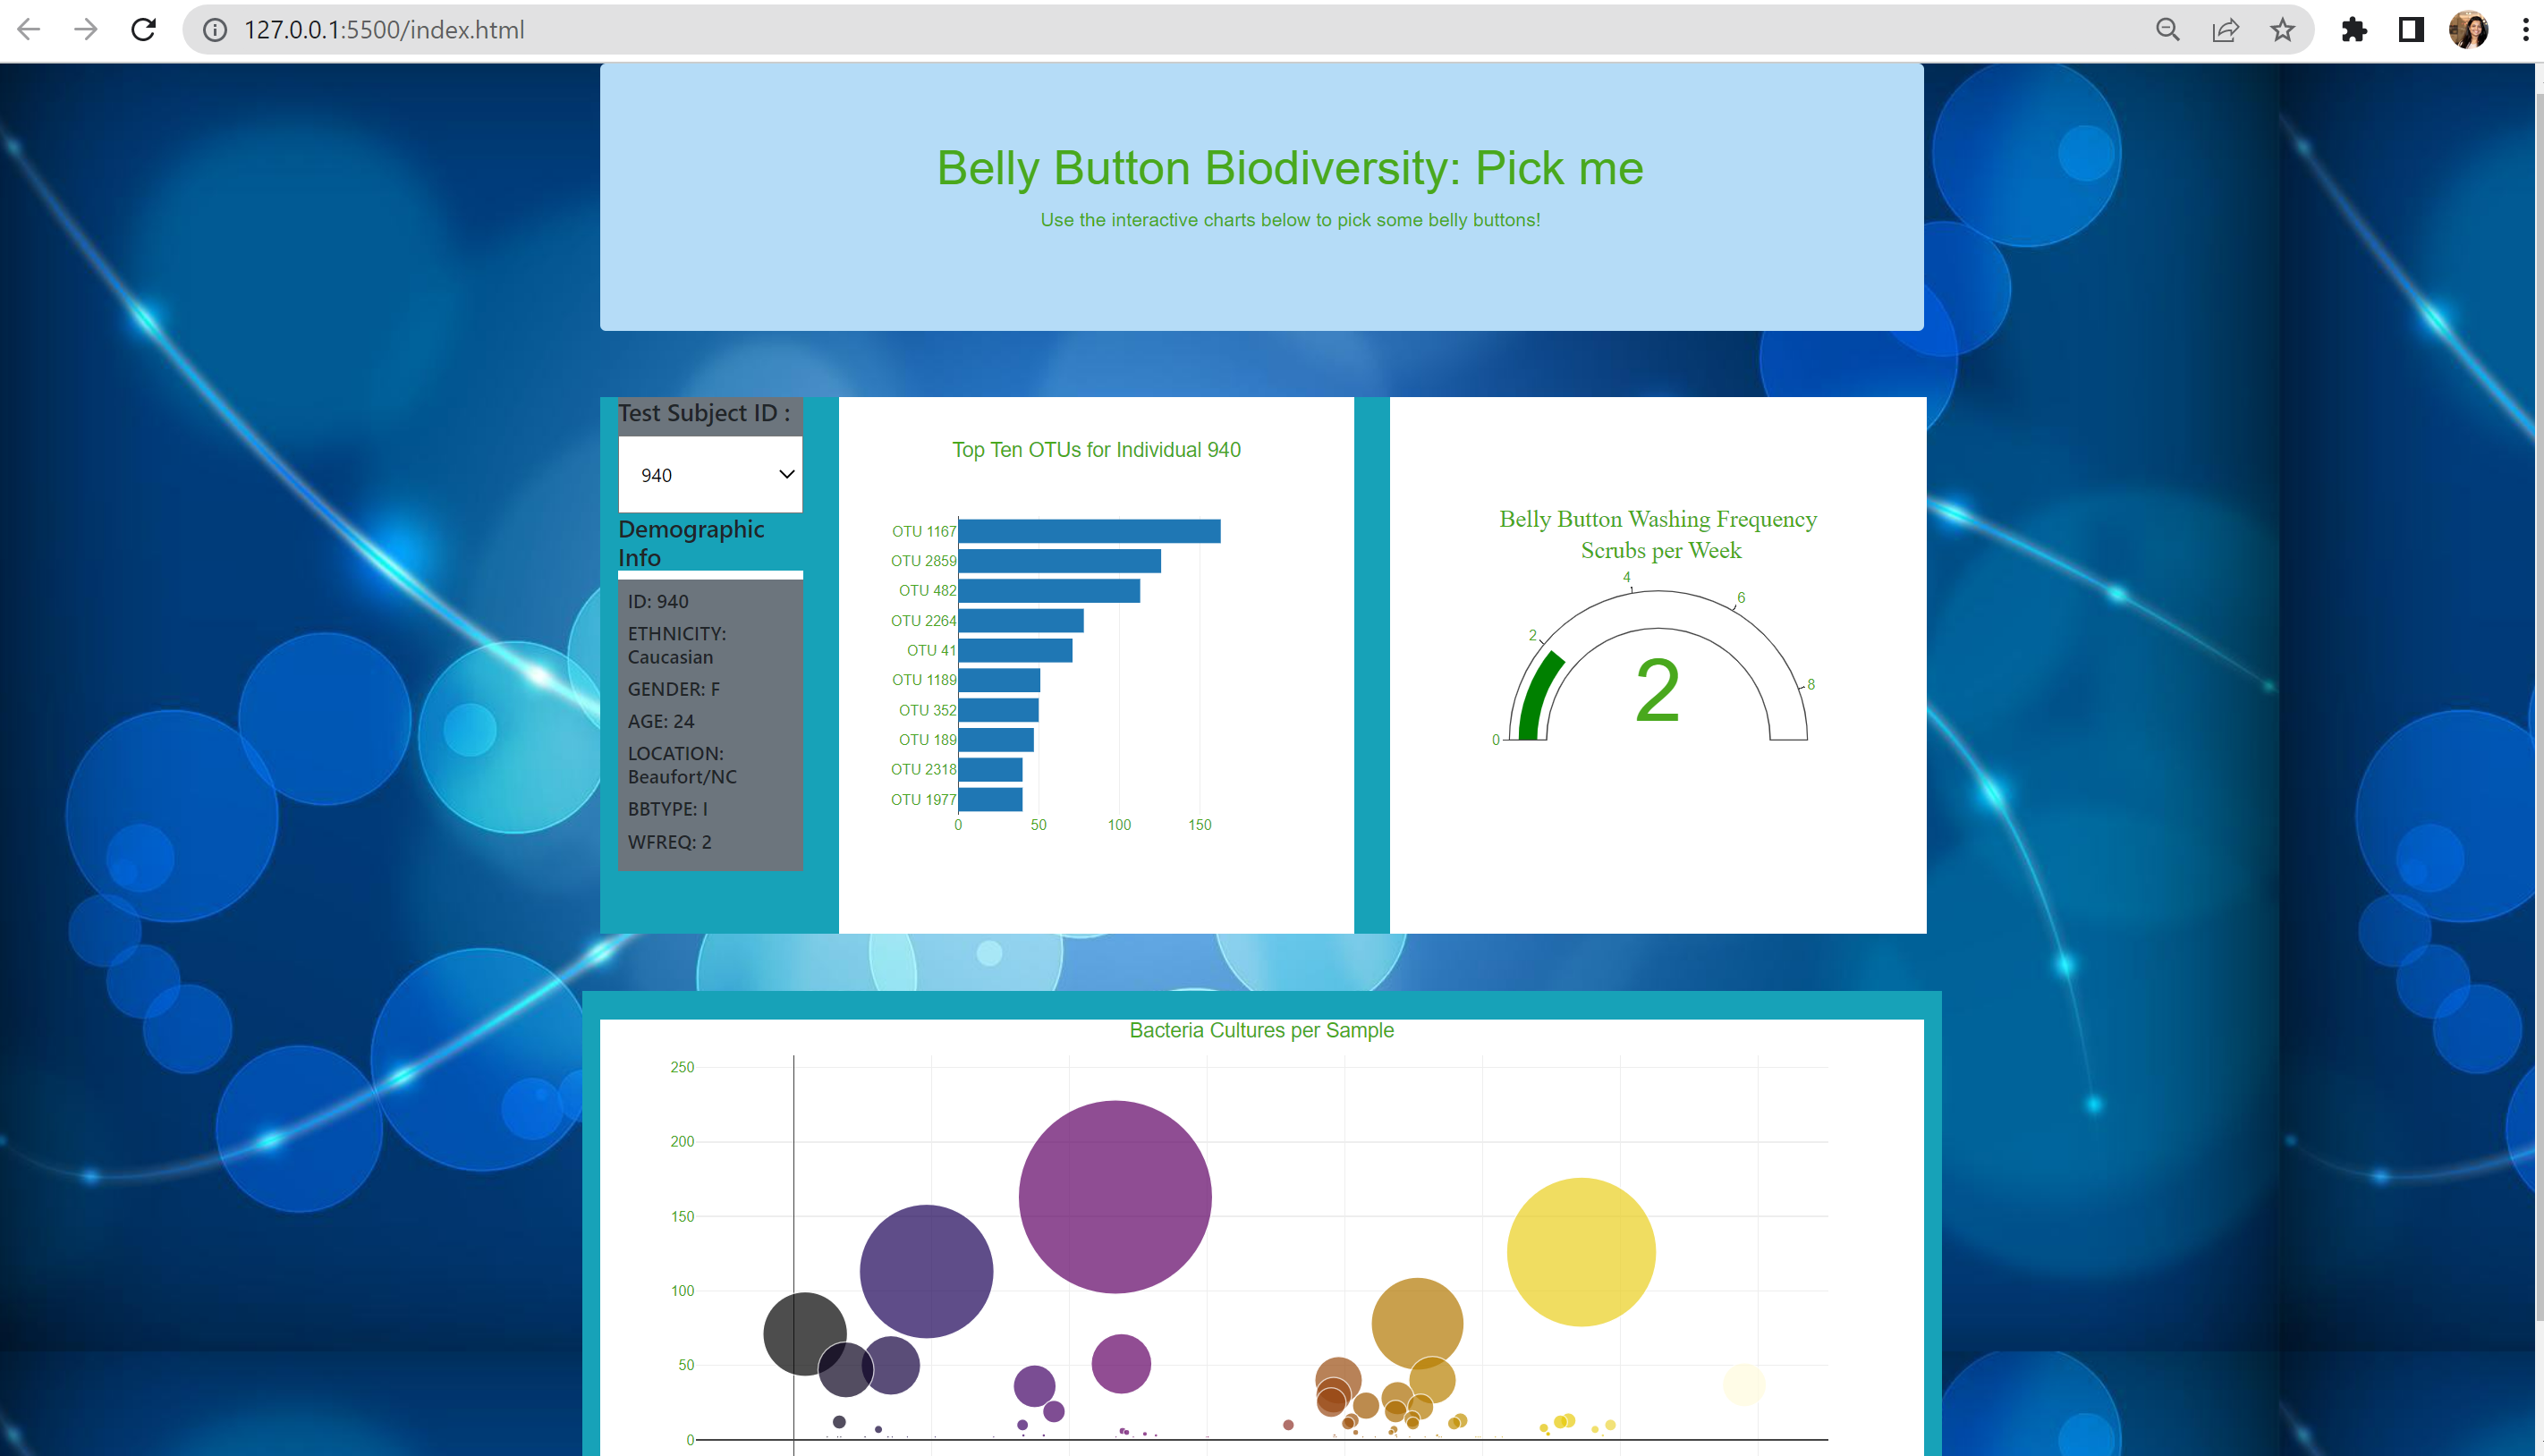 127.0.0.1:5500/index.html
Belly Button Biodiversity: Pick me
Use the interactive charts below to pick some belly buttons!
Test Subject ID :
940
Demographic
Info
ID: 940
ETHNICITY:
Caucasian
GENDER: F
AGE: 24
LOCATION:
Beaufort/NC
BBTYPE: I
WFREQ: 2
Top Ten OTUs for Individual 940
OTU 1167
OTU 2859
OTU 482
OTU 2264
OTU 41
OTU 1189
OTU 352
OTU 189
OTU 2318
OTU 1977
0 50 100 150
Belly Button Washing Frequency
Scrubs per Week
0
2
4
6
8
2
Bacteria Cultures per Sample
250
200
150
100
50
0